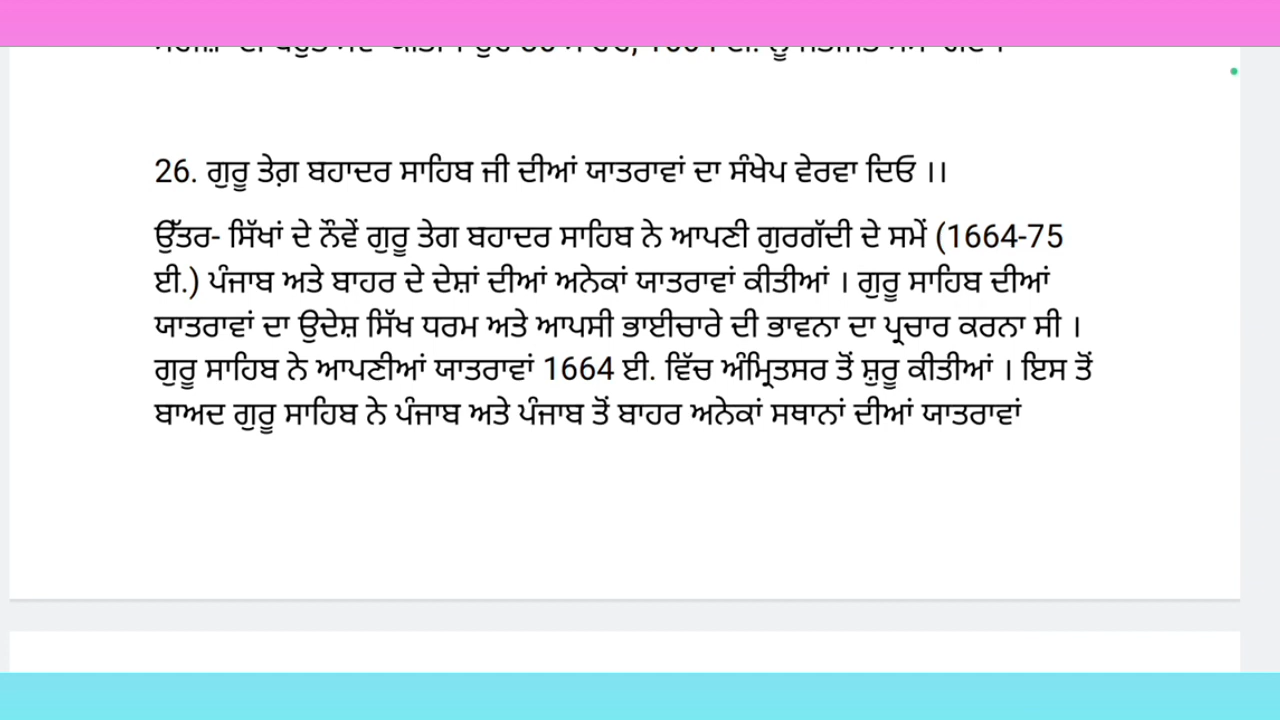 26. ਗੁਰੂ ਤੇਗ਼ ਬਹਾਦਰ ਸਾਹਿਬ ਜੀ ਦੀਆਂ ਯਾਤਰਾਵਾਂ ਦਾ ਸੰਖੇਪ ਵੇਰਵਾ ਦਿਓ ।।
ਉੱਤਰ- ਸਿੱਖਾਂ ਦੇ ਨੌਵੇਂ ਗੁਰੂ ਤੇਗ ਬਹਾਦਰ ਸਾਹਿਬ ਨੇ ਆਪਣੀ ਗੁਰਗੱਦੀ ਦੇ ਸਮੇਂ (1664-75
ਈ.) ਪੰਜਾਬ ਅਤੇ ਬਾਹਰ ਦੇ ਦੇਸ਼ਾਂ ਦੀਆਂ ਅਨੇਕਾਂ ਯਾਤਰਾਵਾਂ ਕੀਤੀਆਂ । ਗੁਰੂ ਸਾਹਿਬ ਦੀਆਂ
ਯਾਤਰਾਵਾਂ ਦਾ ਉਦੇਸ਼ ਸਿੱਖ ਧਰਮ ਅਤੇ ਆਪਸੀ ਭਾਈਚਾਰੇ ਦੀ ਭਾਵਨਾ ਦਾ ਪ੍ਰਚਾਰ ਕਰਨਾ ਸੀ ।
ਗੁਰੂ ਸਾਹਿਬ ਨੇ ਆਪਣੀਆਂ ਯਾਤਰਾਵਾਂ 1664 ਈ. ਵਿੱਚ ਅੰਮ੍ਰਿਤਸਰ ਤੋਂ ਸ਼ੁਰੂ ਕੀਤੀਆਂ । ਇਸ ਤੋਂ
ਬਾਅਦ ਗੁਰੂ ਸਾਹਿਬ ਨੇ ਪੰਜਾਬ ਅਤੇ ਪੰਜਾਬ ਤੋਂ ਬਾਹਰ ਅਨੇਕਾਂ ਸਥਾਨਾਂ ਦੀਆਂ ਯਾਤਰਾਵਾਂ